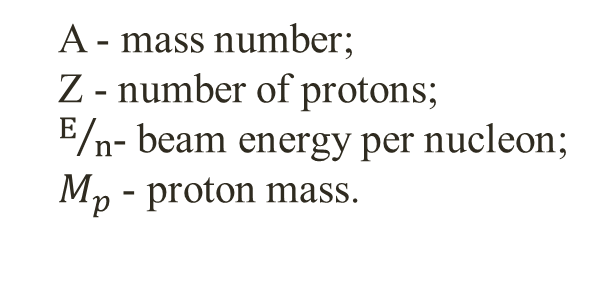 A - mass number;
Z - number of protons;
E/n- beam energy per nucleon;
Mp - proton mass.